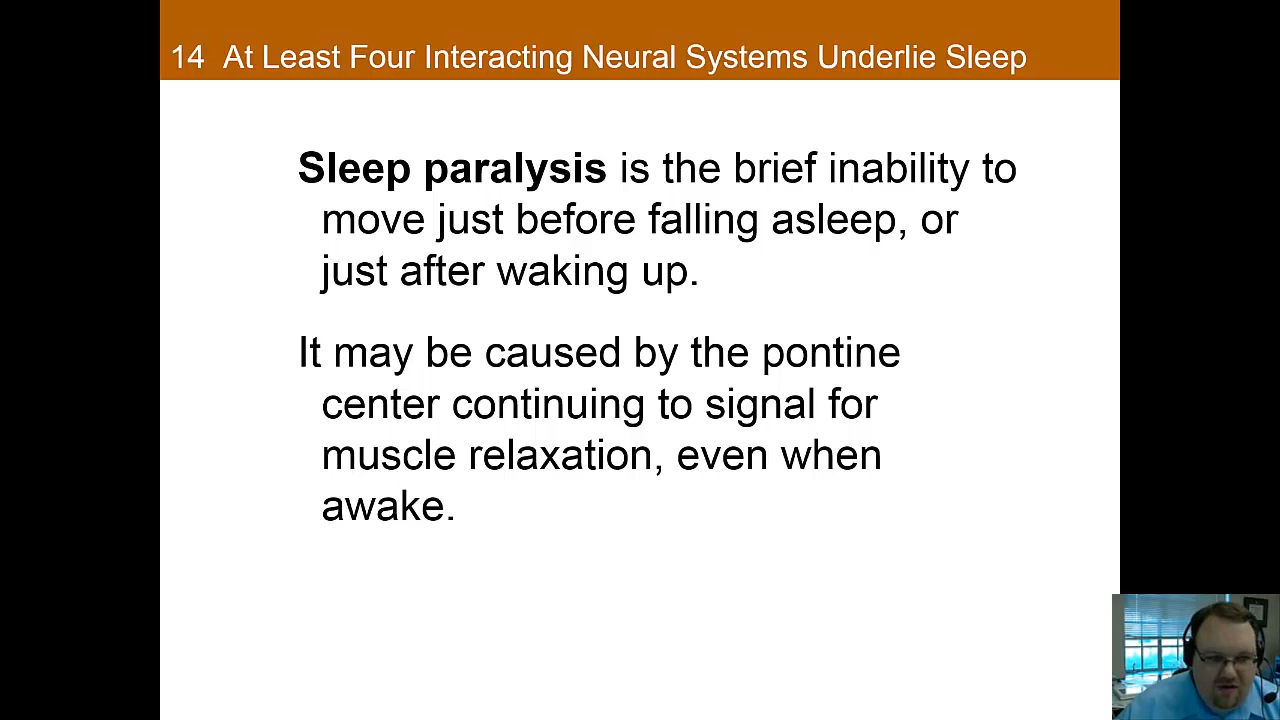 14 At Least Four Interacting Neural Systems Underlie Sleep
Sleep paralysis is the brief inability to
move just before falling asleep, or
just after waking up.
It may be caused by the pontine
center continuing to signal for
muscle relaxation, even when
awake.